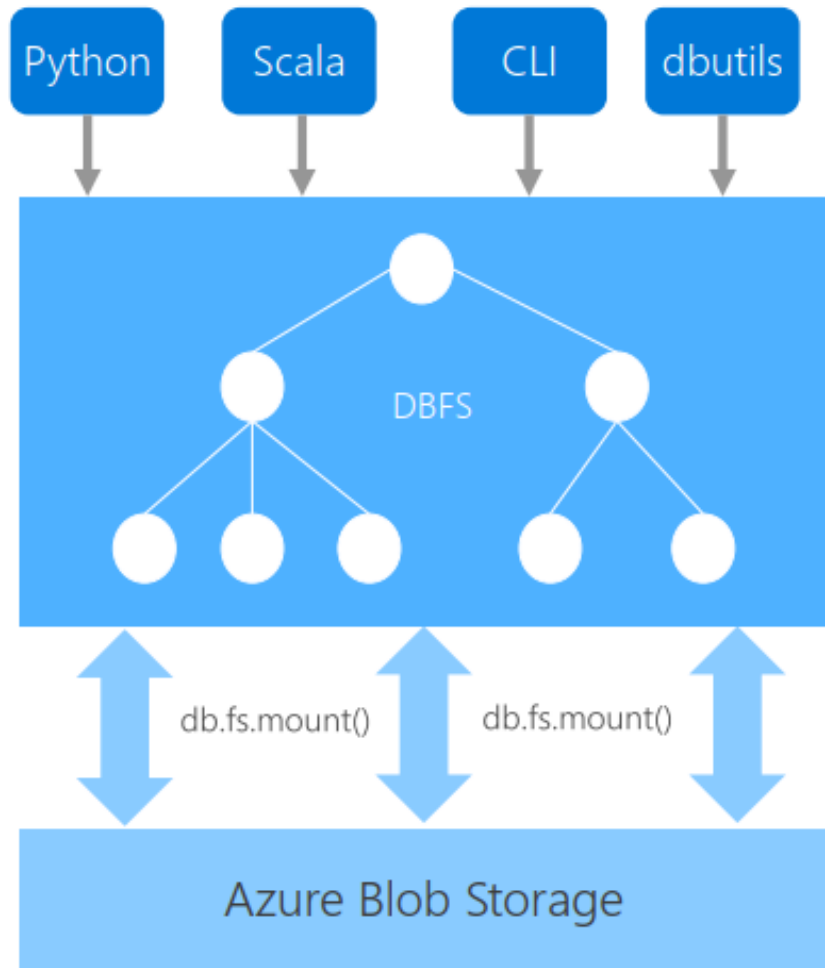 Python
Scala
CLI
dbutils
DBFS
db.fs.mount()
db.fs.mount()
Azure Blob Storage